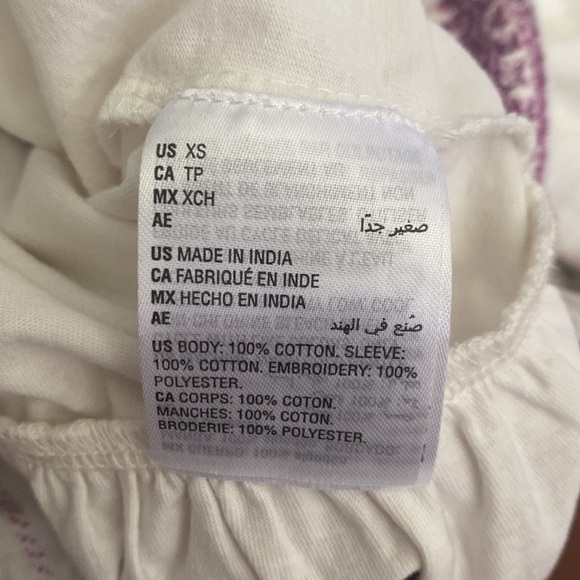 US XS
CA TP
MX XCH
AE صغير جدًا
US MADE IN INDIA
CA FABRIQUÉ EN INDE
MX HECHO EN INDIA
AE صُنع في الهند
US BODY: 100% COTTON. SLEEVE:
100% COTTON. EMBROIDERY: 100%
POLYESTER.
CA CORPS: 100% COTON.
MANCHES: 100% COTON.
BRODERIE: 100% POLYESTER.